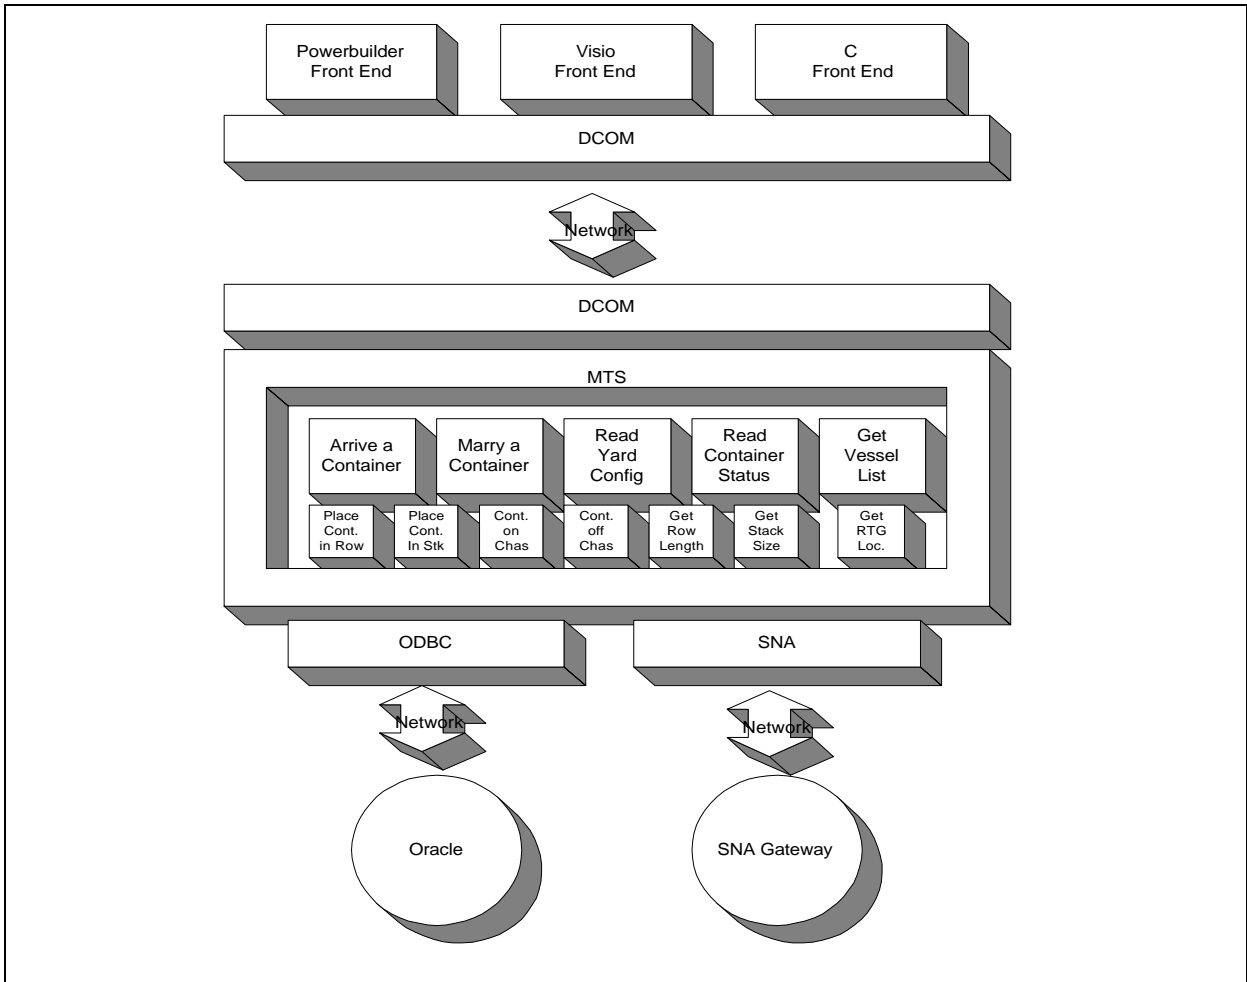 Powerbuilder
Front End
Visio
Front End
C
Front End
DCOM
Network
DCOM
MTS
Arrive a
Container
Marry a
Container
Read
Yard
Config
Read
Container
Status
Get
Vessel
List
Place
Cont.
in Row
Place
Cont.
In Stk
Cont.
on
Chas
Cont.
off
Chas
Get
Row
Length
Get
Stack
Size
Get
RTG
Loc.
ODBC
SNA
Network
Network
Oracle
SNA Gateway